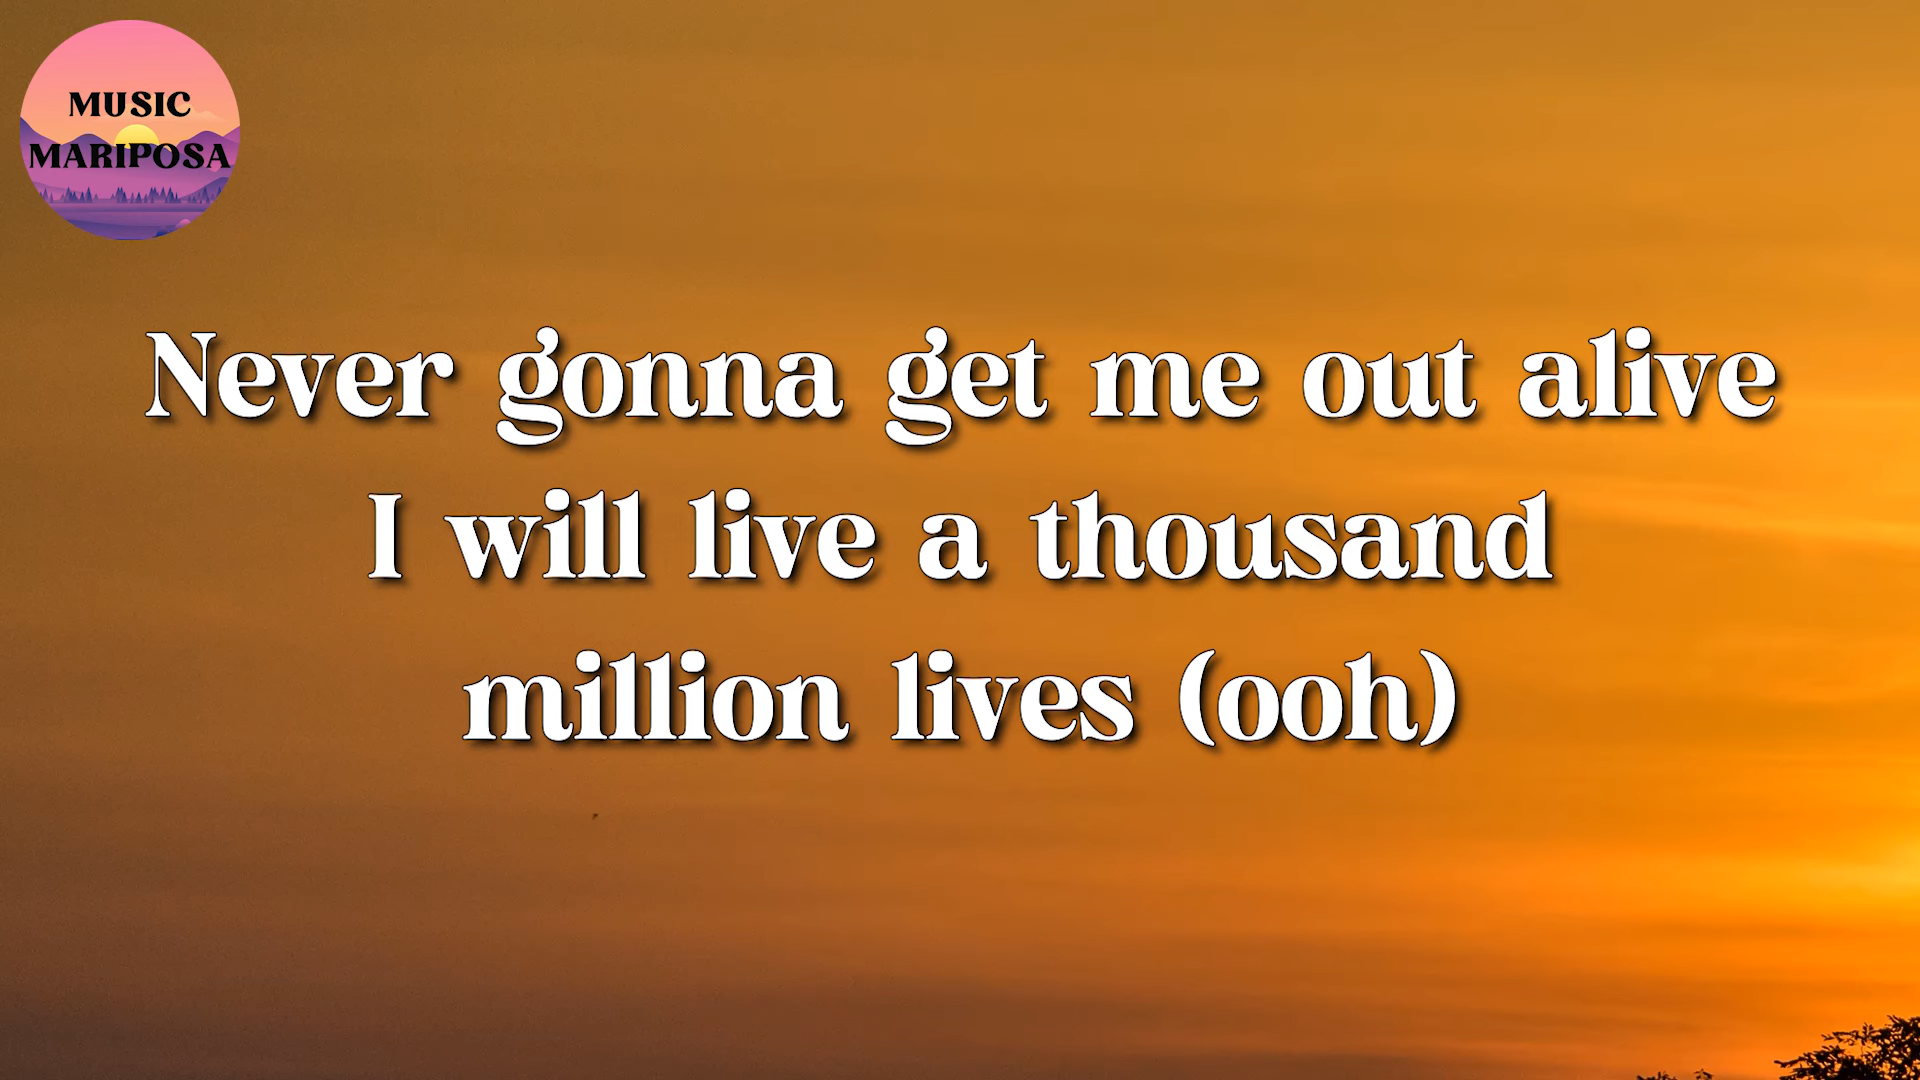 MUSIC
MARIPOSA
Never gonna get me out alive
I will live a thousand
million lives (ooh)